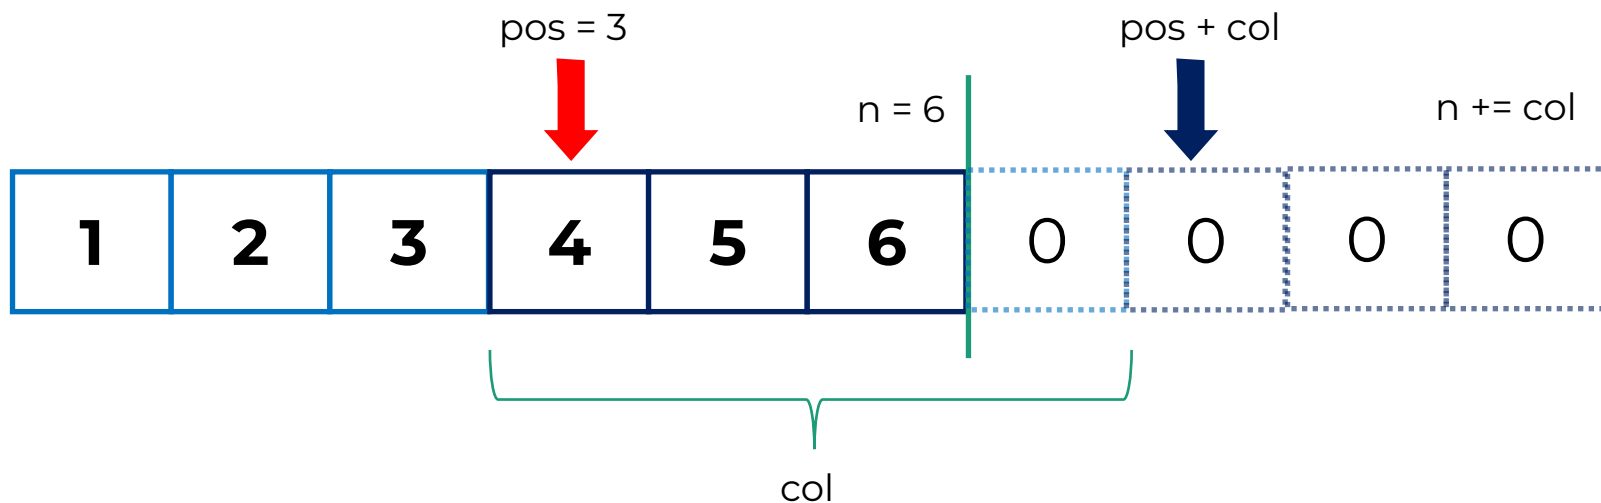 pos = 3
pos + col
n = 6
n += col
1 2 3 4 5 6 0 0 0 0
col